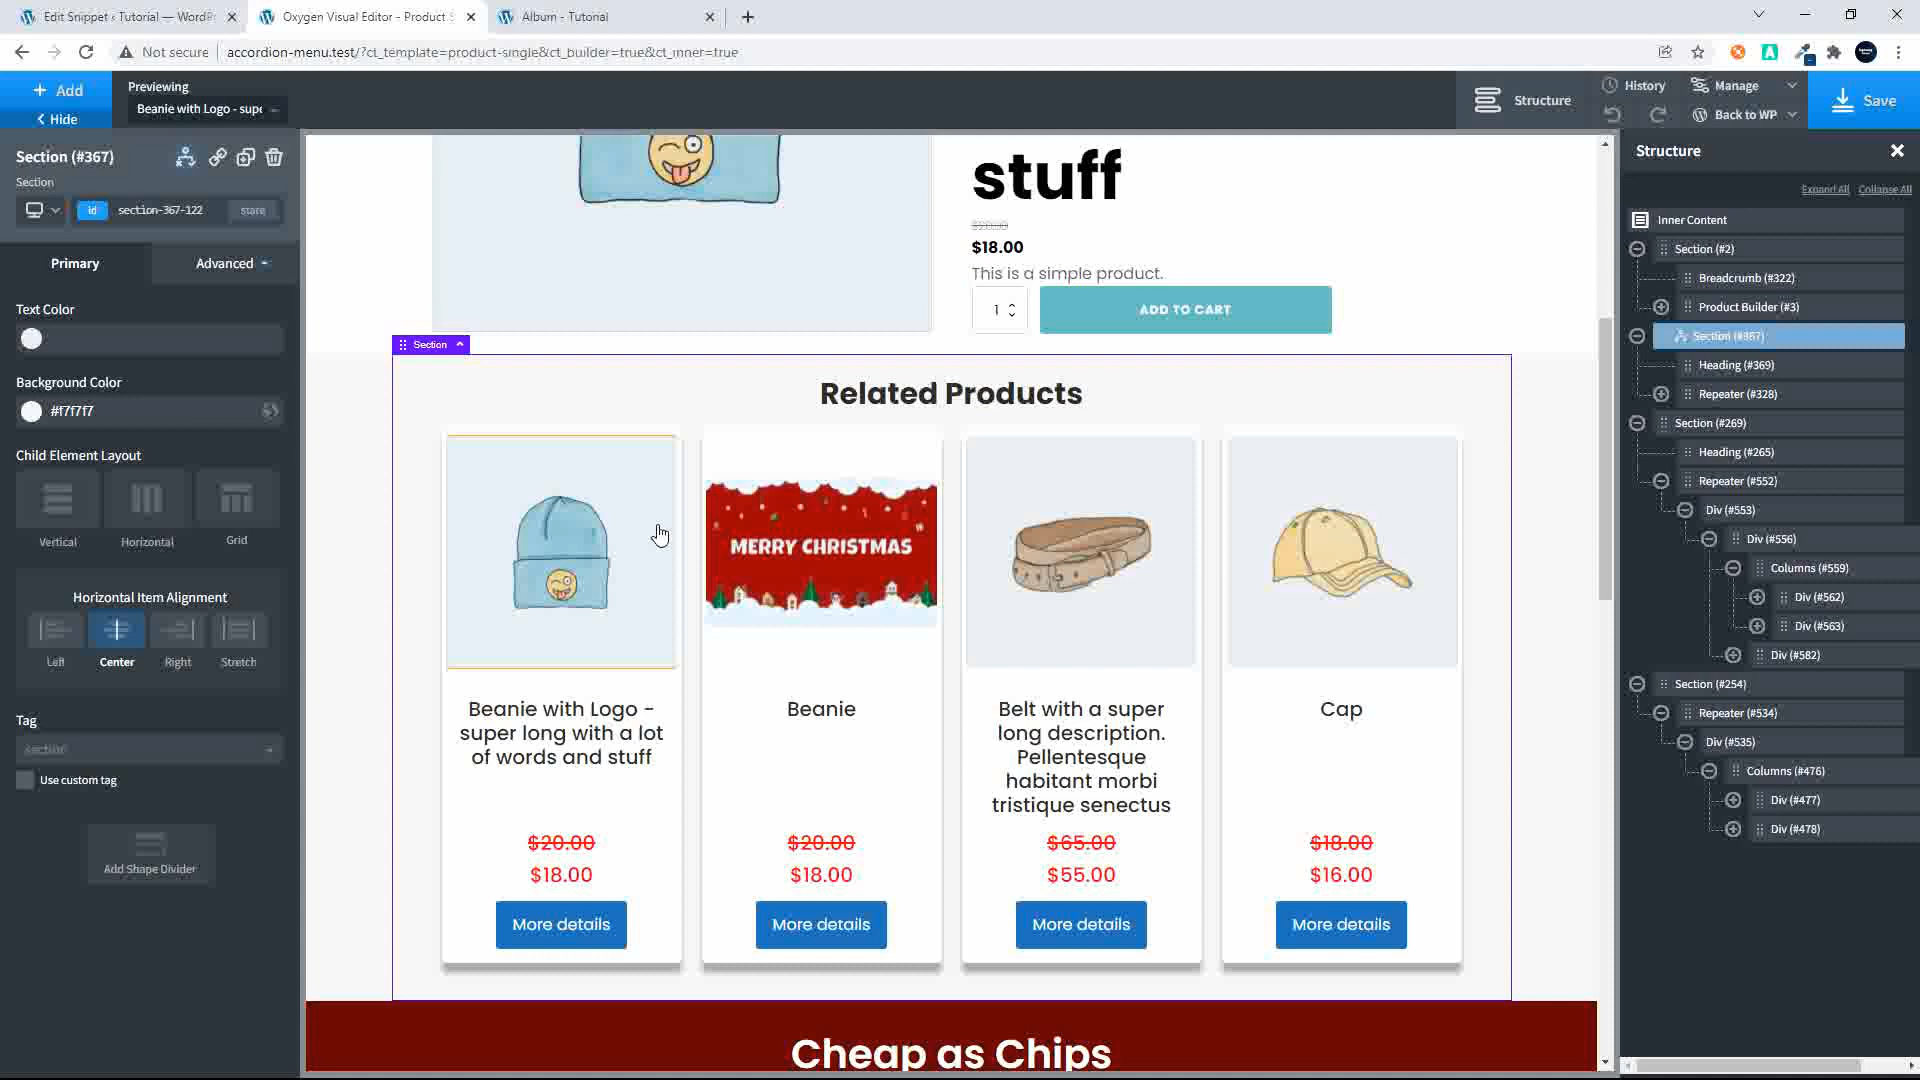 Edit Snippet ‹ Tutorial — WordPr
Oxygen Visual Editor - Product S
Album - Tutorial
Not secure
accordion-menu.test/?ct_template=product-single&ct_builder=true&ct_inner=true
+ Add
Hide
Previewing
Beanie with Logo - supe
Structure
History
Manage
Back to WP
Save
Section (#367)
Section
id
section-367-122
state
Primary
Advanced
Text Color
Background Color
#f7f7f7
Child Element Layout
Vertical
Horizontal
Grid
Horizontal Item Alignment
Left
Center
Right
Stretch
Tag
section
Use custom tag
Add Shape Divider
stuff
$20.00
$18.00
This is a simple product.
1
ADD TO CART
Section
Related Products
MERRY CHRISTMAS
Beanie with Logo -
super long with a lot
of words and stuff
$20.00
$18.00
More details
Beanie
$20.00
$18.00
More details
Belt with a super
long description.
Pellentesque
habitant morbi
tristique senectus
$65.00
$55.00
More details
Cap
$18.00
$16.00
More details
Cheap as Chips
Structure
Expand All
Collapse All
Inner Content
Section (#2)
Breadcrumb (#322)
Product Builder (#3)
Section (#367)
Heading (#369)
Repeater (#328)
Section (#269)
Heading (#265)
Repeater (#552)
Div (#553)
Div (#556)
Columns (#559)
Div (#562)
Div (#563)
Div (#582)
Section (#254)
Repeater (#534)
Div (#535)
Columns (#476)
Div (#477)
Div (#478)